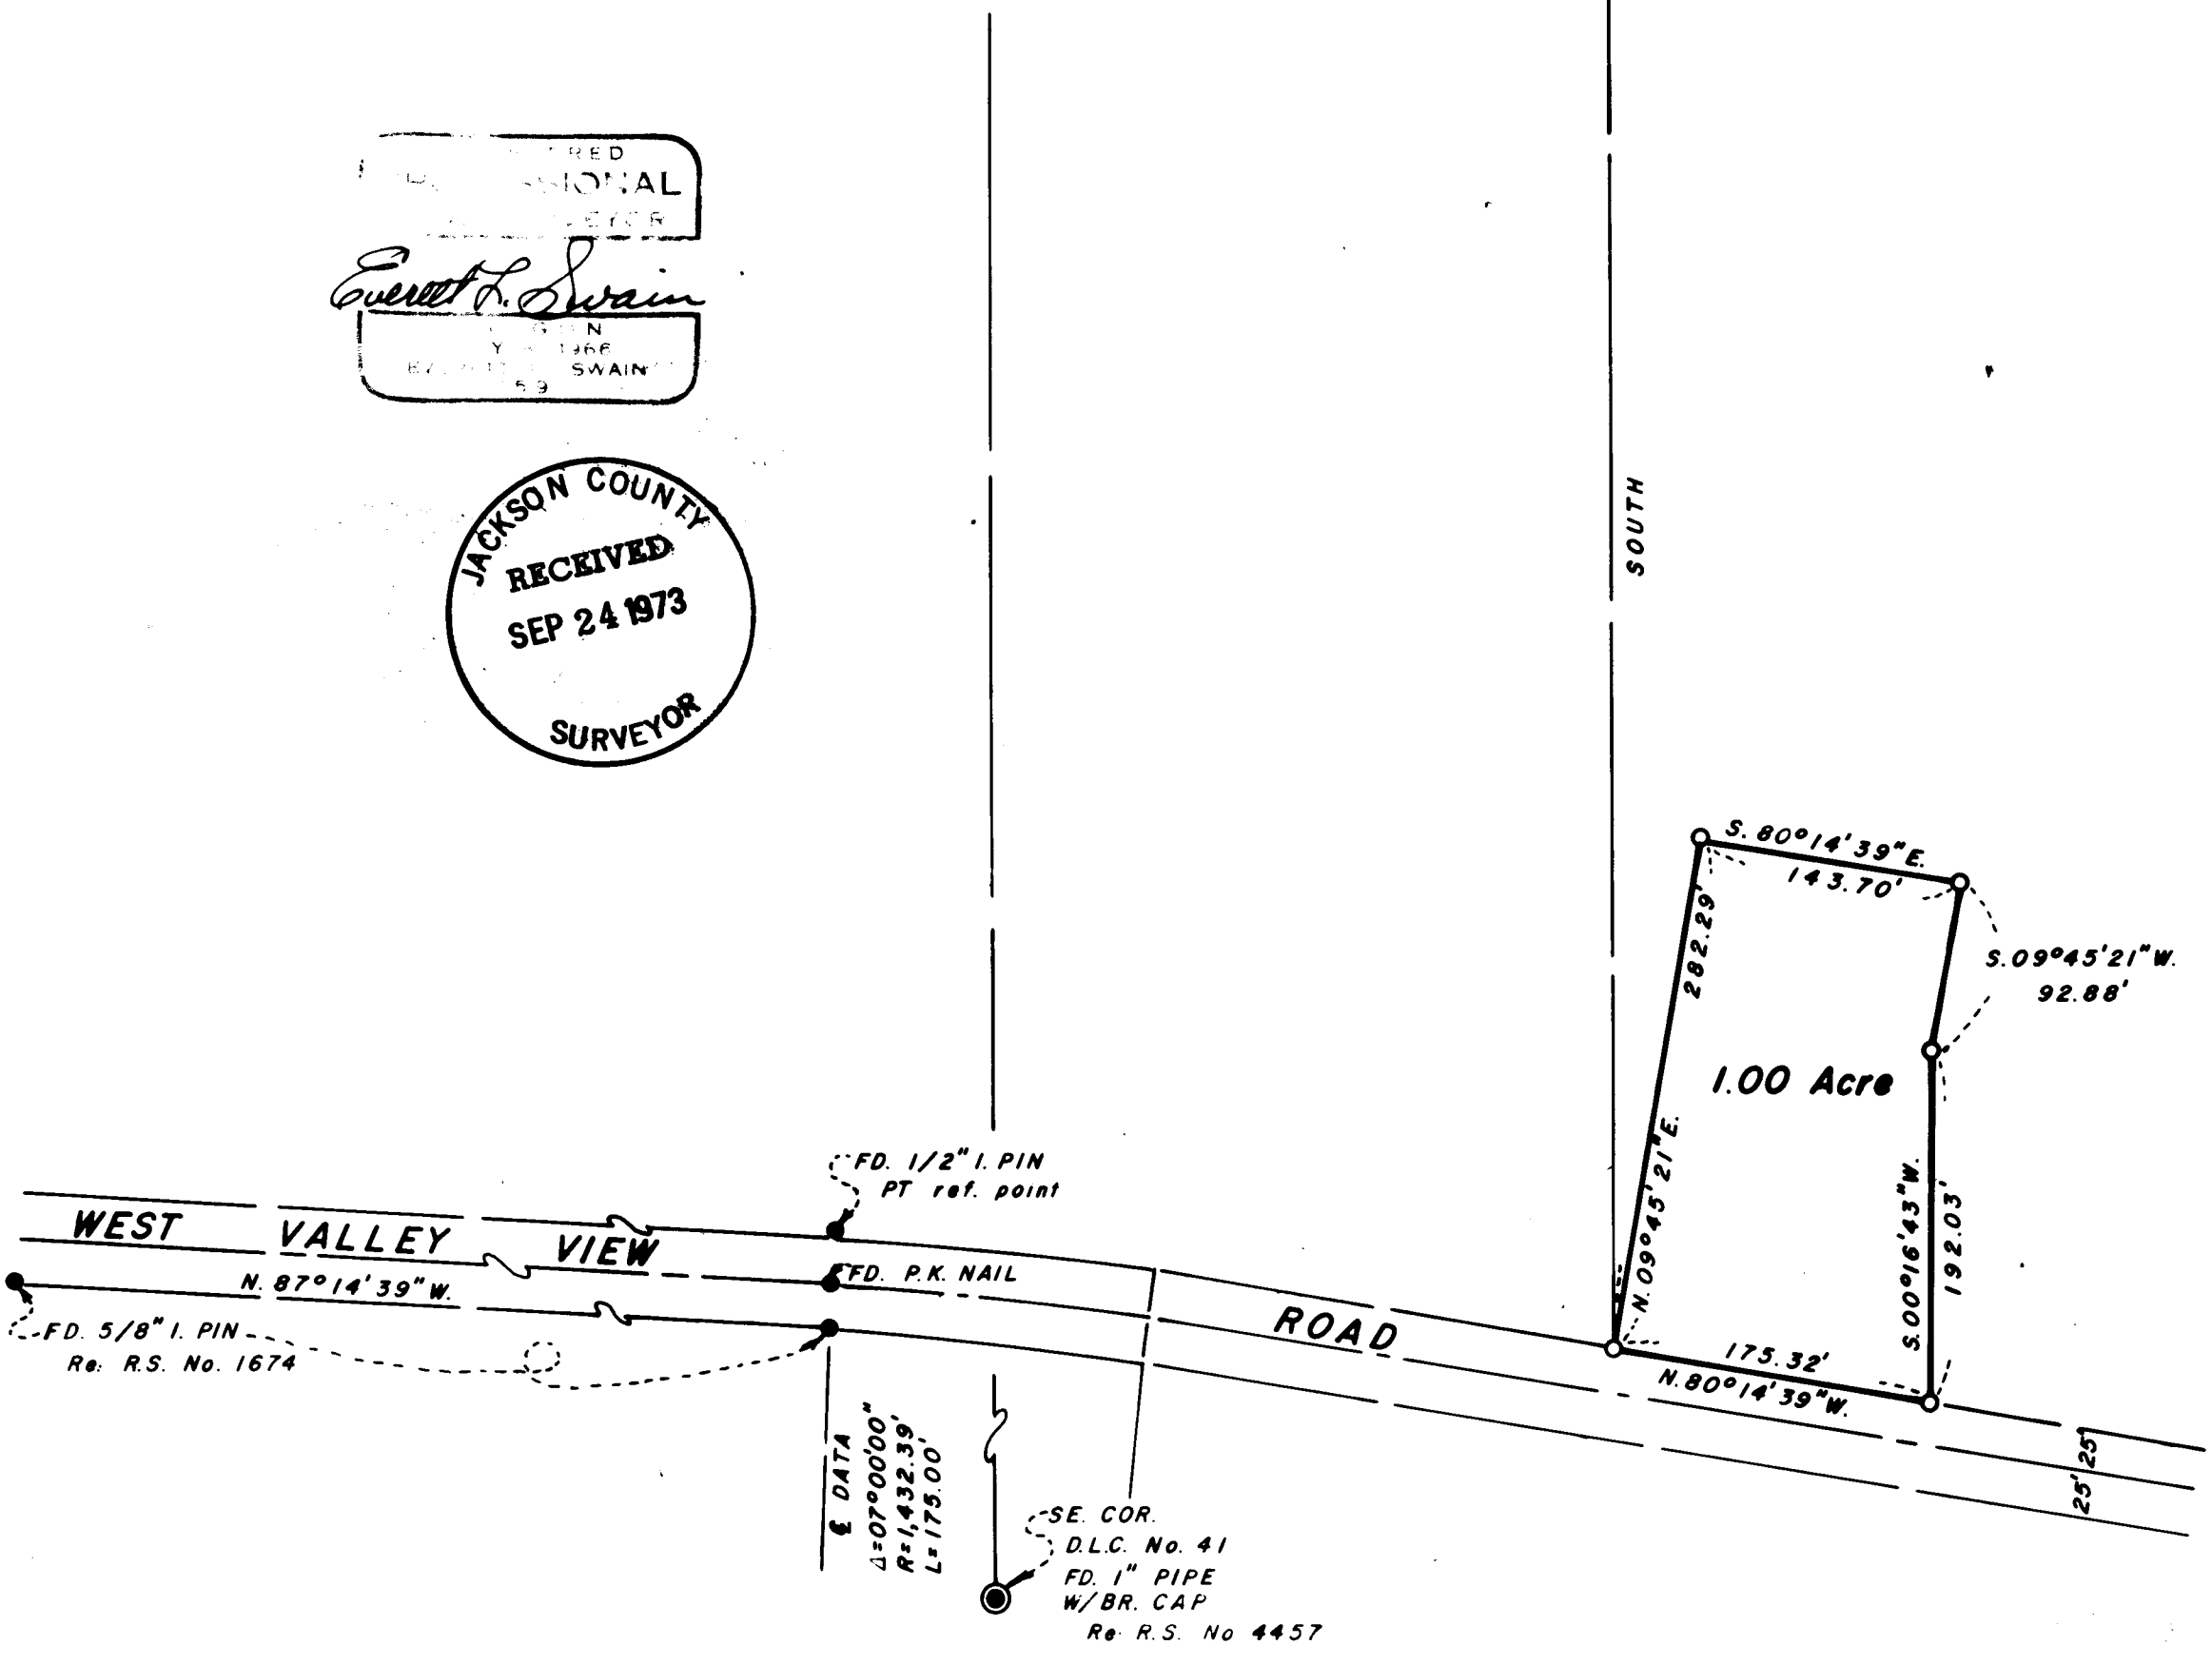 SIONAL
Everett L. Swain
1966
SWAIN
JACKSON COUNTY
RECEIVED
SEP 24 1973
SURVEYOR
SOUTH
S. 80°14'39"E.
143.70'
282.29'
N.09°45'21"E.
S.09°45'21"W.
92.88'
1.00 Acre
S.00°16'43"W.
192.03'
175.32'
N.80°14'39"W.
FD. 1/2" I. PIN
PT ref. point
WEST VALLEY VIEW ROAD
FD. P.K. NAIL
N. 87°14'39"W.
FD. 5/8" I. PIN
Re: R.S. No. 1674
℄ DATA
Δ=07°00'00"
R=1,432.39'
L=175.00'
25' 25'
SE. COR.
D.L.C. No. 41
FD. 1" PIPE
W/BR. CAP
Re: R.S. No 4457